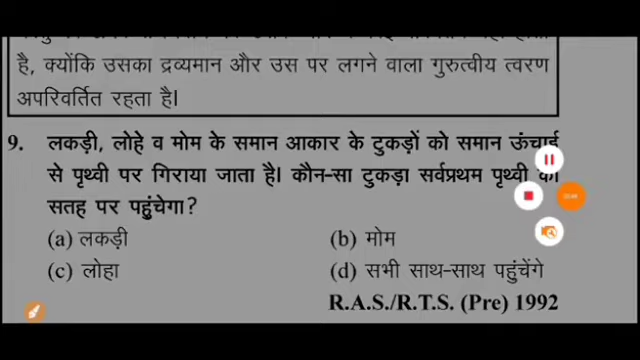 है, क्योंकि उसका द्रव्यमान और उस पर लगने वाला गुरुत्वीय त्वरण
अपरिवर्तित रहता है।
9. लकड़ी, लोहे व मोम के समान आकार के टुकड़ों को समान ऊंचाई
से पृथ्वी पर गिराया जाता है। कौन-सा टुकड़ा सर्वप्रथम पृथ्वी की
सतह पर पहुंचेगा?
(a) लकड़ी (b) मोम
(c) लोहा (d) सभी साथ-साथ पहुंचेंगे
R.A.S./R.T.S. (Pre) 1992